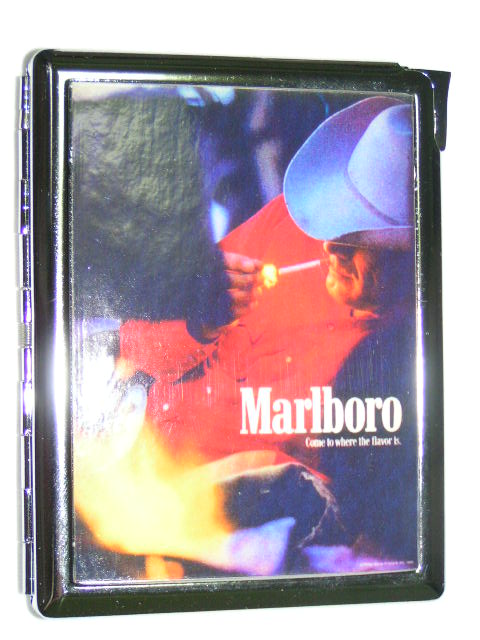 Marlboro
Come to where the flavor is.